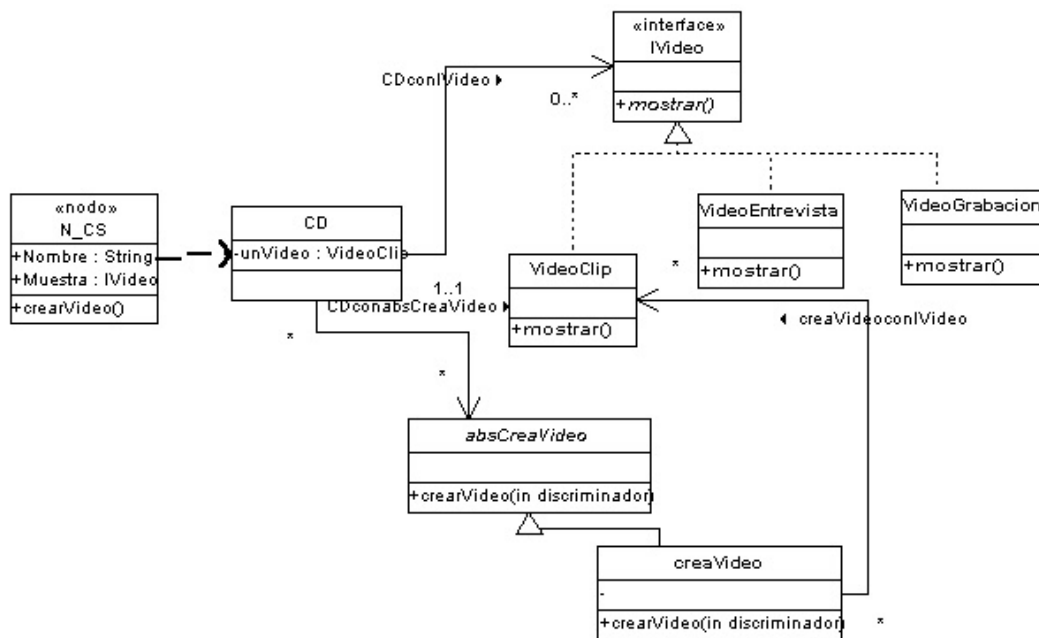 «interface»
IVideo
+mostrar()
CDconIVideo
0..*
«nodo»
N_CS
+Nombre : String
+Muestra : IVideo
+crearVideo()
CD
-unVideo : VideoClip
VideoEntrevista
+mostrar()
VideoGrabacion
+mostrar()
VideoClip
+mostrar()
*
1..1
CDconabsCreaVideo
creaVideoconIVideo
*
*
absCreaVideo
+crearVideo(in discriminador)
creaVideo
-
+crearVideo(in discriminador)
*